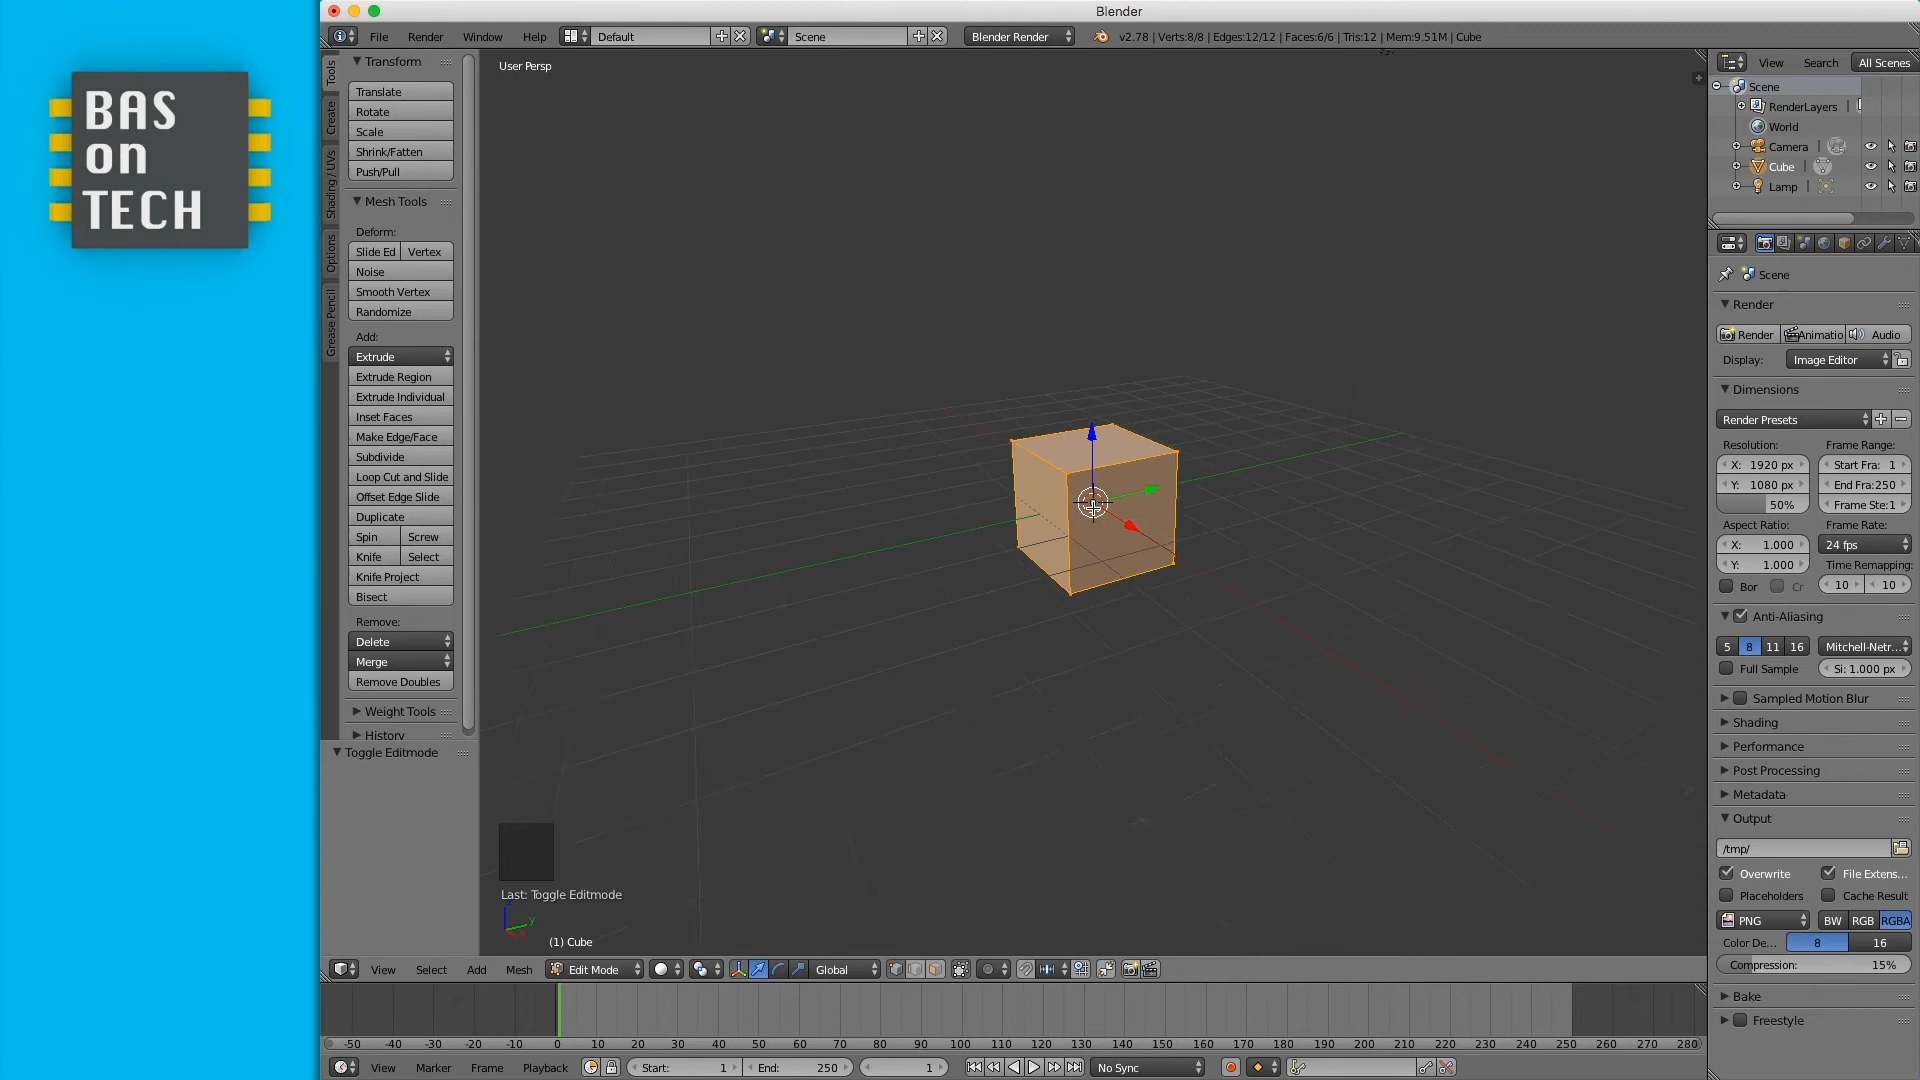 BAS
on
TECH
Blender
File Render Window Help Default Scene Blender Render v2.78 | Verts:8/8 | Edges:12/12 | Faces:6/6 | Tris:12 | Mem:9.51M | Cube
Tools
Create
Shading / UVs
Options
Grease Pencil
Transform
Translate
Rotate
Scale
Shrink/Fatten
Push/Pull
Mesh Tools
Deform:
Slide Ed Vertex
Noise
Smooth Vertex
Randomize
Add:
Extrude
Extrude Region
Extrude Individual
Inset Faces
Make Edge/Face
Subdivide
Loop Cut and Slide
Offset Edge Slide
Duplicate
Spin Screw
Knife Select
Knife Project
Bisect
Remove:
Delete
Merge
Remove Doubles
Weight Tools
History
Toggle Editmode
User Persp
Last: Toggle Editmode
y
(1) Cube
View Select Add Mesh Edit Mode Global
-50 -40 -30 -20 -10 0 10 20 30 40 50 60 70 80 90 100 110 120 130 140 150 160 170 180 190 200 210 220 230 240 250 260 270 280
View Marker Frame Playback Start: 1 End: 250 1 No Sync
View Search All Scenes
Scene
RenderLayers
World
Camera
Cube
Lamp
Scene
Render
Render Animatio Audio
Display: Image Editor
Dimensions
Render Presets
Resolution: Frame Range:
X: 1920 px Start Fra: 1
Y: 1080 px End Fra:250
50% Frame Ste:1
Aspect Ratio: Frame Rate:
X: 1.000 24 fps
Y: 1.000 Time Remapping:
Bor Cr 10 10
Anti-Aliasing
5 8 11 16 Mitchell-Netr...
Full Sample Si: 1.000 px
Sampled Motion Blur
Shading
Performance
Post Processing
Metadata
Output
/tmp/
Overwrite File Extens...
Placeholders Cache Result
PNG BW RGB RGBA
Color De... 8 16
Compression: 15%
Bake
Freestyle